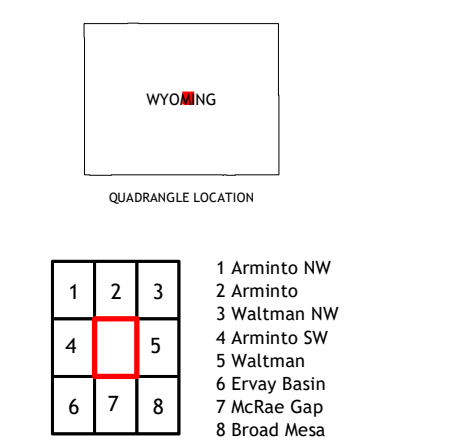 WYOMING
QUADRANGLE LOCATION
1 2 3
4 5
6 7 8
1 Arminto NW
2 Arminto
3 Waltman NW
4 Arminto SW
5 Waltman
6 Ervay Basin
7 McRae Gap
8 Broad Mesa